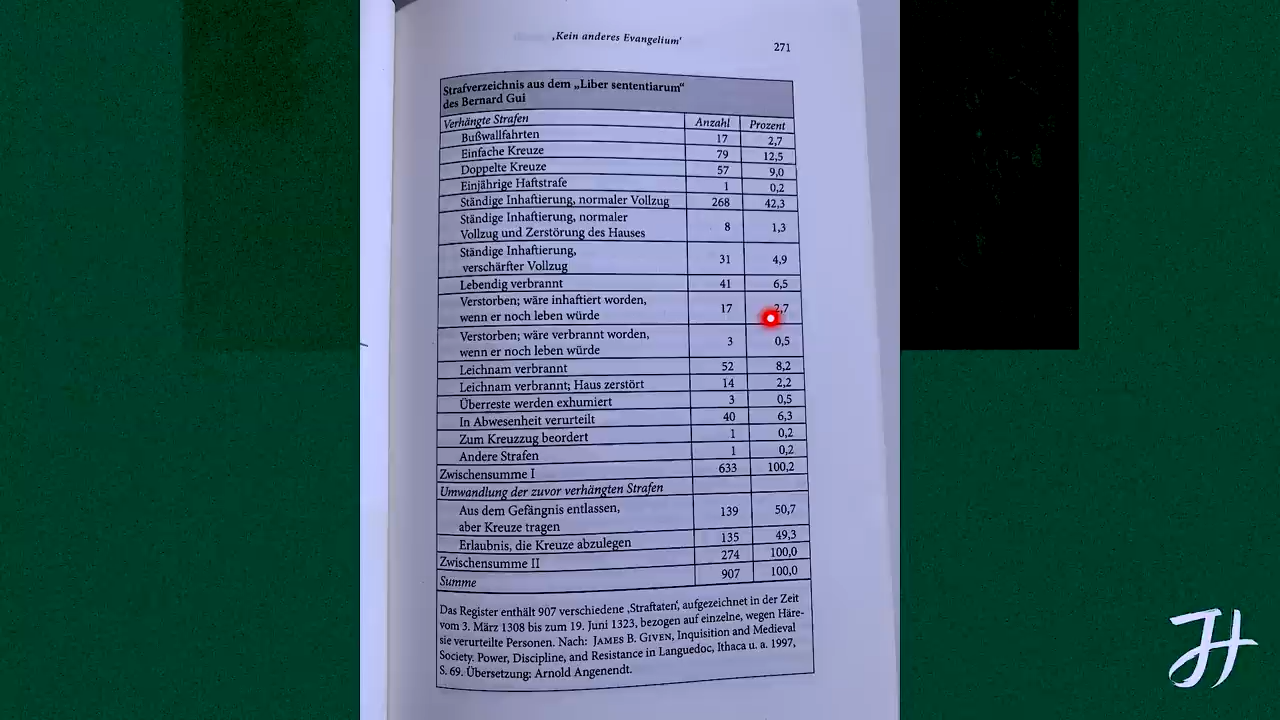 ‚Kein anderes Evangelium‘
271
Strafverzeichnis aus dem „Liber sententiarum“
des Bernard Gui
Verhängte Strafen Anzahl Prozent
Bußwallfahrten 17 2,7
Einfache Kreuze 79 12,5
Doppelte Kreuze 57 9,0
Einjährige Haftstrafe 1 0,2
Ständige Inhaftierung, normaler Vollzug 268 42,3
Ständige Inhaftierung, normaler
Vollzug und Zerstörung des Hauses 8 1,3
Ständige Inhaftierung,
verschärfter Vollzug 31 4,9
Lebendig verbrannt 41 6,5
Verstorben; wäre inhaftiert worden,
wenn er noch leben würde 17 2,7
Verstorben; wäre verbrannt worden,
wenn er noch leben würde 3 0,5
Leichnam verbrannt 52 8,2
Leichnam verbrannt; Haus zerstört 14 2,2
Überreste werden exhumiert 3 0,5
In Abwesenheit verurteilt 40 6,3
Zum Kreuzzug beordert 1 0,2
Andere Strafen 1 0,2
Zwischensumme I 633 100,2
Umwandlung der zuvor verhängten Strafen
Aus dem Gefängnis entlassen,
aber Kreuze tragen 139 50,7
Erlaubnis, die Kreuze abzulegen 135 49,3
Zwischensumme II 274 100,0
Summe 907 100,0
Das Register enthält 907 verschiedene ‚Straftaten‘, aufgezeichnet in der Zeit
vom 3. März 1308 bis zum 19. Juni 1323, bezogen auf einzelne, wegen Häre-
sie verurteilte Personen. Nach: JAMES B. GIVEN, Inquisition and Medieval
Society. Power, Discipline, and Resistance in Languedoc, Ithaca u. a. 1997,
S. 69. Übersetzung: Arnold Angenendt.
JH